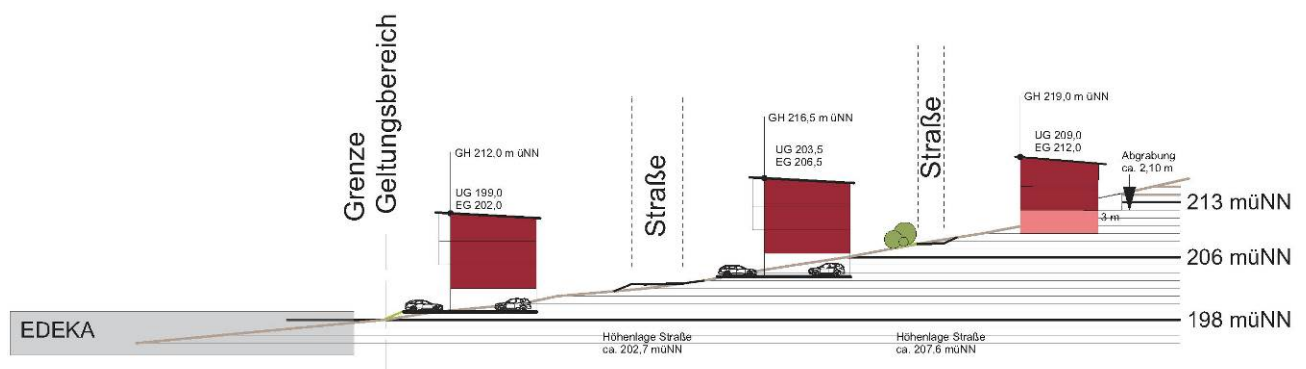 Grenze
Geltungsbereich
GH 212,0 m üNN
UG 199,0
EG 202,0
Straße
GH 216,5 m üNN
UG 203,5
EG 206,5
Straße
GH 219,0 m üNN
UG 209,0
EG 212,0
Abgrabung
ca. 2,10 m
3 m
213 müNN
206 müNN
198 müNN
EDEKA
Höhenlage Straße
ca. 202,7 müNN
Höhenlage Straße
ca. 207,6 müNN